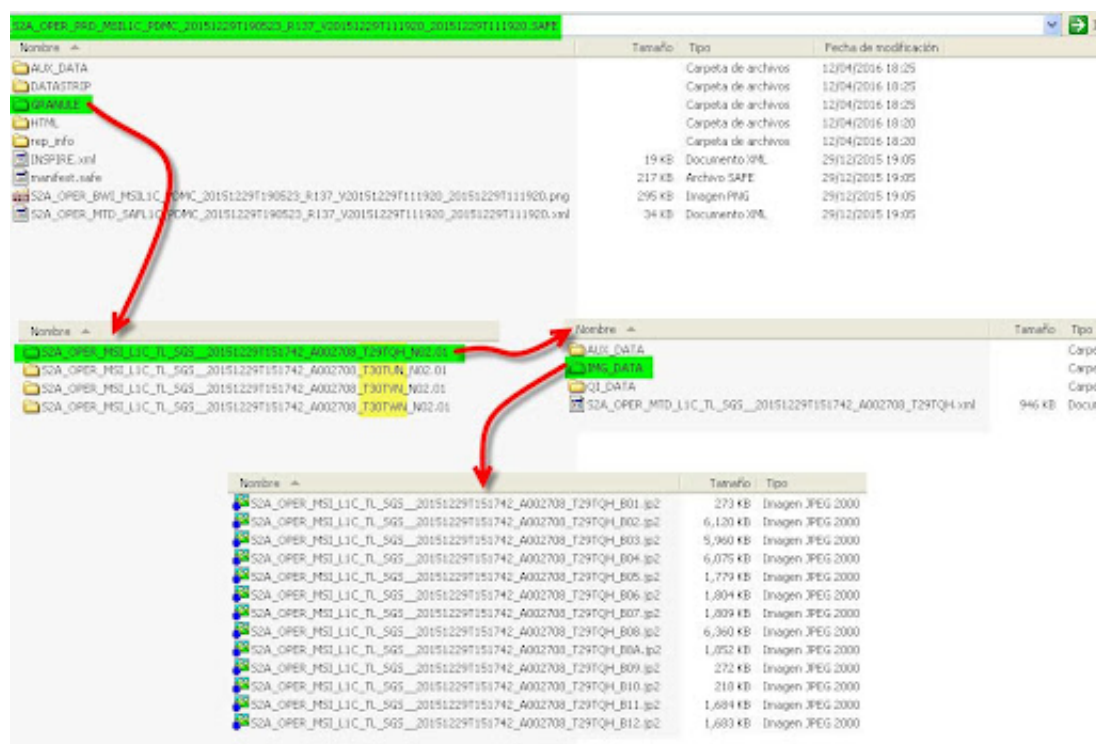 S2A_OPER_PRD_MSIL1C_PDMC_20151229T190523_R137_V20151229T111920_20151229T111920.SAFE
Nombre Tamaño Tipo Fecha de modificación
AUX_DATA Carpeta de archivos 12/04/2016 18:25
DATASTRIP Carpeta de archivos 12/04/2016 18:25
GRANULE Carpeta de archivos 12/04/2016 18:25
HTML Carpeta de archivos 12/04/2016 18:20
rep_info Carpeta de archivos 12/04/2016 18:20
INSPIRE.xml 19 KB Documento XML 29/12/2015 19:05
manifest.safe 217 KB Archivo SAFE 29/12/2015 19:05
S2A_OPER_BWI_MSIL1C_PDMC_20151229T190523_R137_V20151229T111920_20151229T111920.png 295 KB Imagen PNG 29/12/2015 19:05
S2A_OPER_MTD_SAFL1C_PDMC_20151229T190523_R137_V20151229T111920_20151229T111920.xml 34 KB Documento XML 29/12/2015 19:05
Nombre
S2A_OPER_MSI_L1C_TL_SGS__20151229T151742_A002708_T29TQH_N02.01
S2A_OPER_MSI_L1C_TL_SGS__20151229T151742_A002708_T30TUN_N02.01
S2A_OPER_MSI_L1C_TL_SGS__20151229T151742_A002708_T30TVN_N02.01
S2A_OPER_MSI_L1C_TL_SGS__20151229T151742_A002708_T30TWN_N02.01
Nombre Tamaño Tipo
AUX_DATA Carpe
IMG_DATA Carpe
QI_DATA Carpe
S2A_OPER_MTD_L1C_TL_SGS__20151229T151742_A002708_T29TQH.xml 946 KB Docu
Nombre Tamaño Tipo
S2A_OPER_MSI_L1C_TL_SGS__20151229T151742_A002708_T29TQH_B01.jp2 273 KB Imagen JPEG 2000
S2A_OPER_MSI_L1C_TL_SGS__20151229T151742_A002708_T29TQH_B02.jp2 6,120 KB Imagen JPEG 2000
S2A_OPER_MSI_L1C_TL_SGS__20151229T151742_A002708_T29TQH_B03.jp2 5,960 KB Imagen JPEG 2000
S2A_OPER_MSI_L1C_TL_SGS__20151229T151742_A002708_T29TQH_B04.jp2 6,075 KB Imagen JPEG 2000
S2A_OPER_MSI_L1C_TL_SGS__20151229T151742_A002708_T29TQH_B05.jp2 1,779 KB Imagen JPEG 2000
S2A_OPER_MSI_L1C_TL_SGS__20151229T151742_A002708_T29TQH_B06.jp2 1,804 KB Imagen JPEG 2000
S2A_OPER_MSI_L1C_TL_SGS__20151229T151742_A002708_T29TQH_B07.jp2 1,809 KB Imagen JPEG 2000
S2A_OPER_MSI_L1C_TL_SGS__20151229T151742_A002708_T29TQH_B08.jp2 6,360 KB Imagen JPEG 2000
S2A_OPER_MSI_L1C_TL_SGS__20151229T151742_A002708_T29TQH_B8A.jp2 1,852 KB Imagen JPEG 2000
S2A_OPER_MSI_L1C_TL_SGS__20151229T151742_A002708_T29TQH_B09.jp2 272 KB Imagen JPEG 2000
S2A_OPER_MSI_L1C_TL_SGS__20151229T151742_A002708_T29TQH_B10.jp2 218 KB Imagen JPEG 2000
S2A_OPER_MSI_L1C_TL_SGS__20151229T151742_A002708_T29TQH_B11.jp2 1,684 KB Imagen JPEG 2000
S2A_OPER_MSI_L1C_TL_SGS__20151229T151742_A002708_T29TQH_B12.jp2 1,683 KB Imagen JPEG 2000